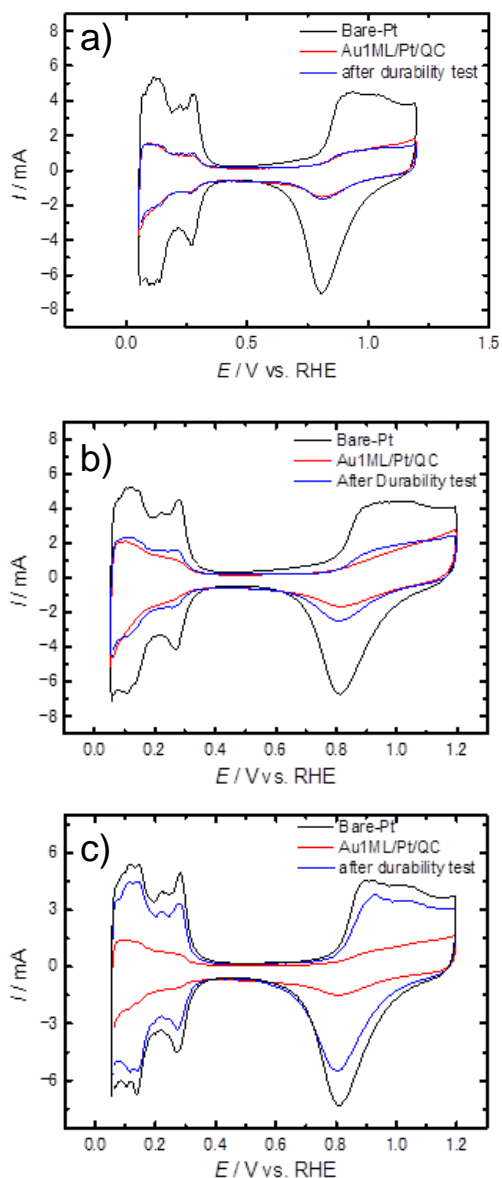 a)
Bare-Pt
Au1ML/Pt/QC
after durability test
8
6
4
2
0
−2
−4
−6
−8
I / mA
0.0 0.5 1.0 1.5
E / V vs. RHE
b)
Bare-Pt
Au1ML/Pt/QC
After Durability test
8
6
4
2
0
−2
−4
−6
−8
I / mA
0.0 0.2 0.4 0.6 0.8 1.0 1.2
E / V vs. RHE
c)
Bare-Pt
Au1ML/Pt/QC
after durability test
6
3
0
−3
−6
I / mA
0.0 0.2 0.4 0.6 0.8 1.0 1.2
E / V vs. RHE